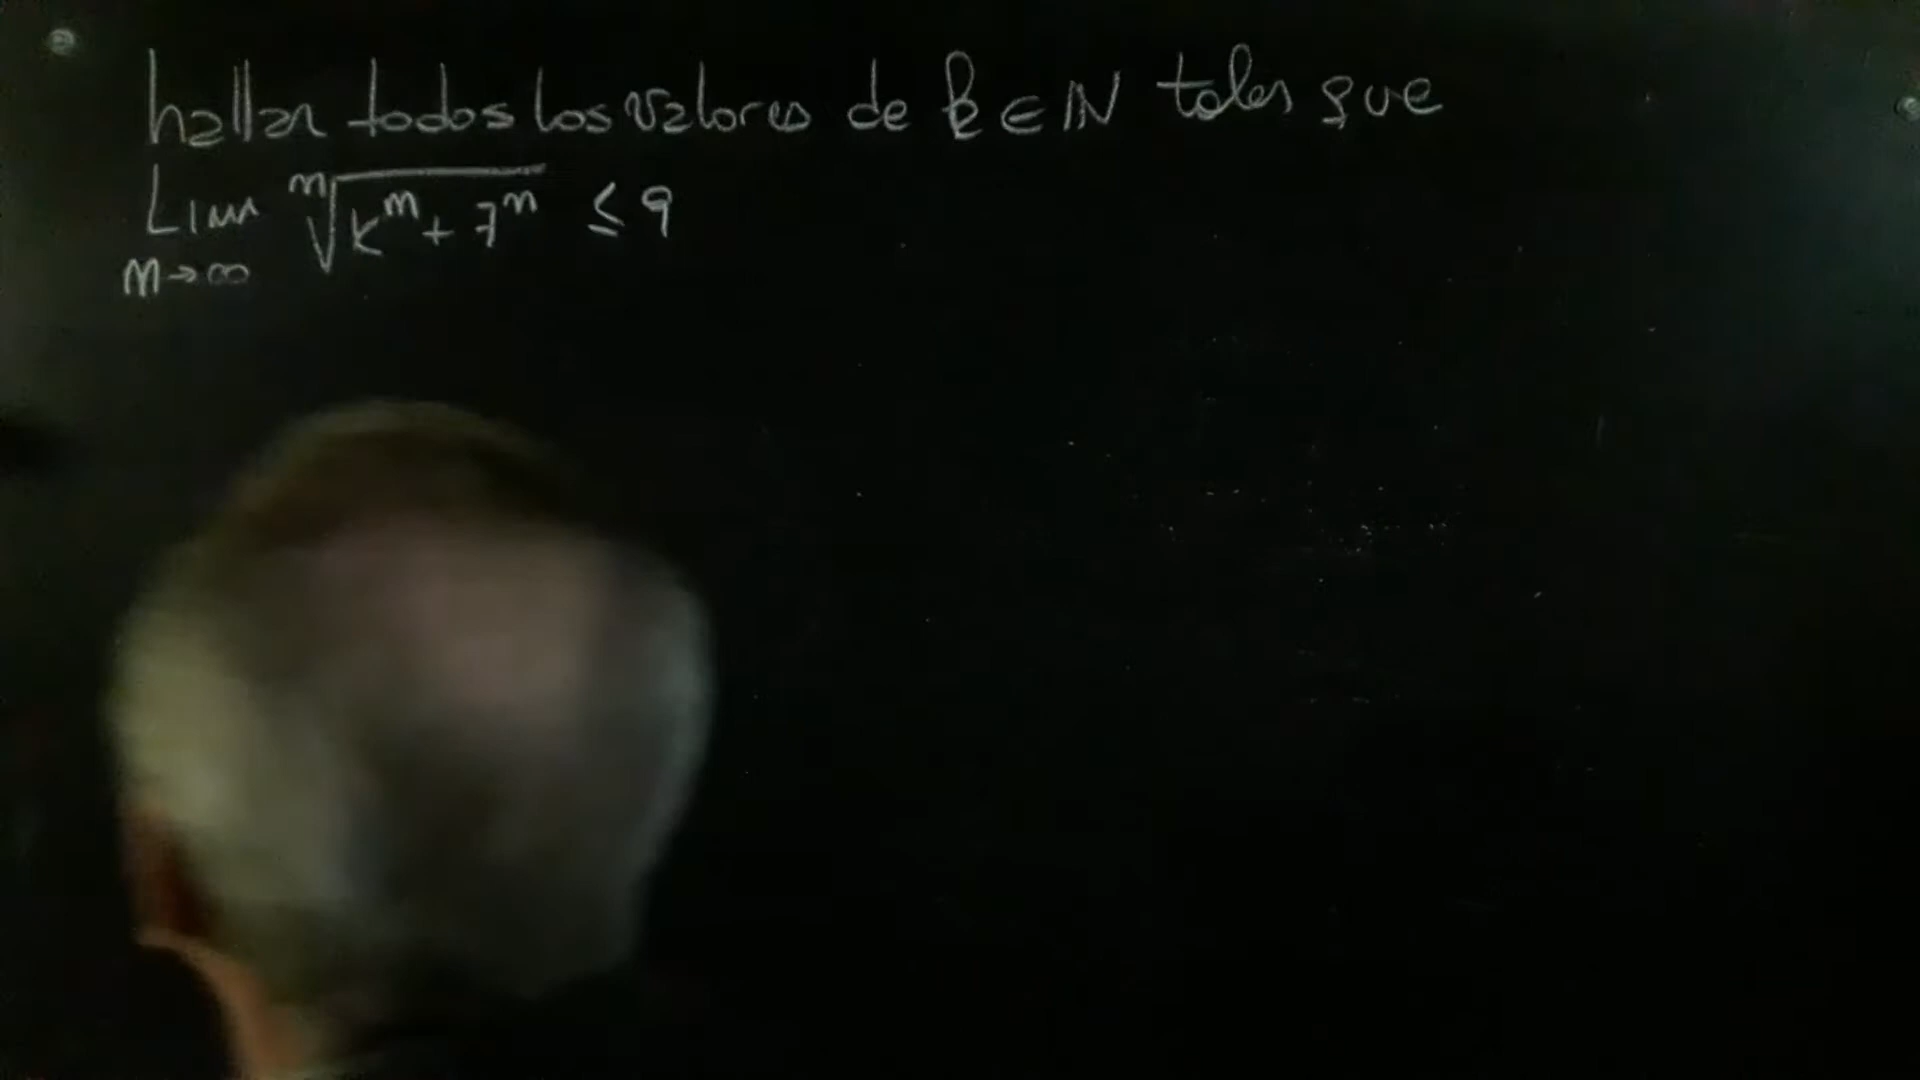 hallar todos los valores de k ∈ ℕ tales que
Lim ⁿ√(kⁿ + 7ⁿ) ≤ 9
n→∞